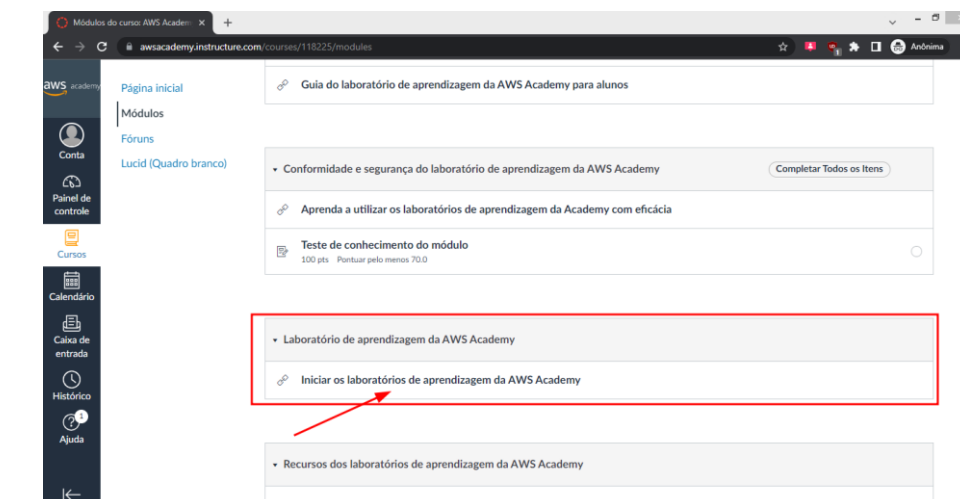 Módulos do curso: AWS Academ
awsacademy.instructure.com/courses/118225/modules
Anônima
aws academy
Conta
Painel de
controle
Cursos
Calendário
Caixa de
entrada
Histórico
1
Ajuda
Página inicial
Módulos
Fóruns
Lucid (Quadro branco)
Guia do laboratório de aprendizagem da AWS Academy para alunos
Conformidade e segurança do laboratório de aprendizagem da AWS Academy
Completar Todos os Itens
Aprenda a utilizar os laboratórios de aprendizagem da Academy com eficácia
Teste de conhecimento do módulo
100 pts Pontuar pelo menos 70.0
Laboratório de aprendizagem da AWS Academy
Iniciar os laboratórios de aprendizagem da AWS Academy
Recursos dos laboratórios de aprendizagem da AWS Academy